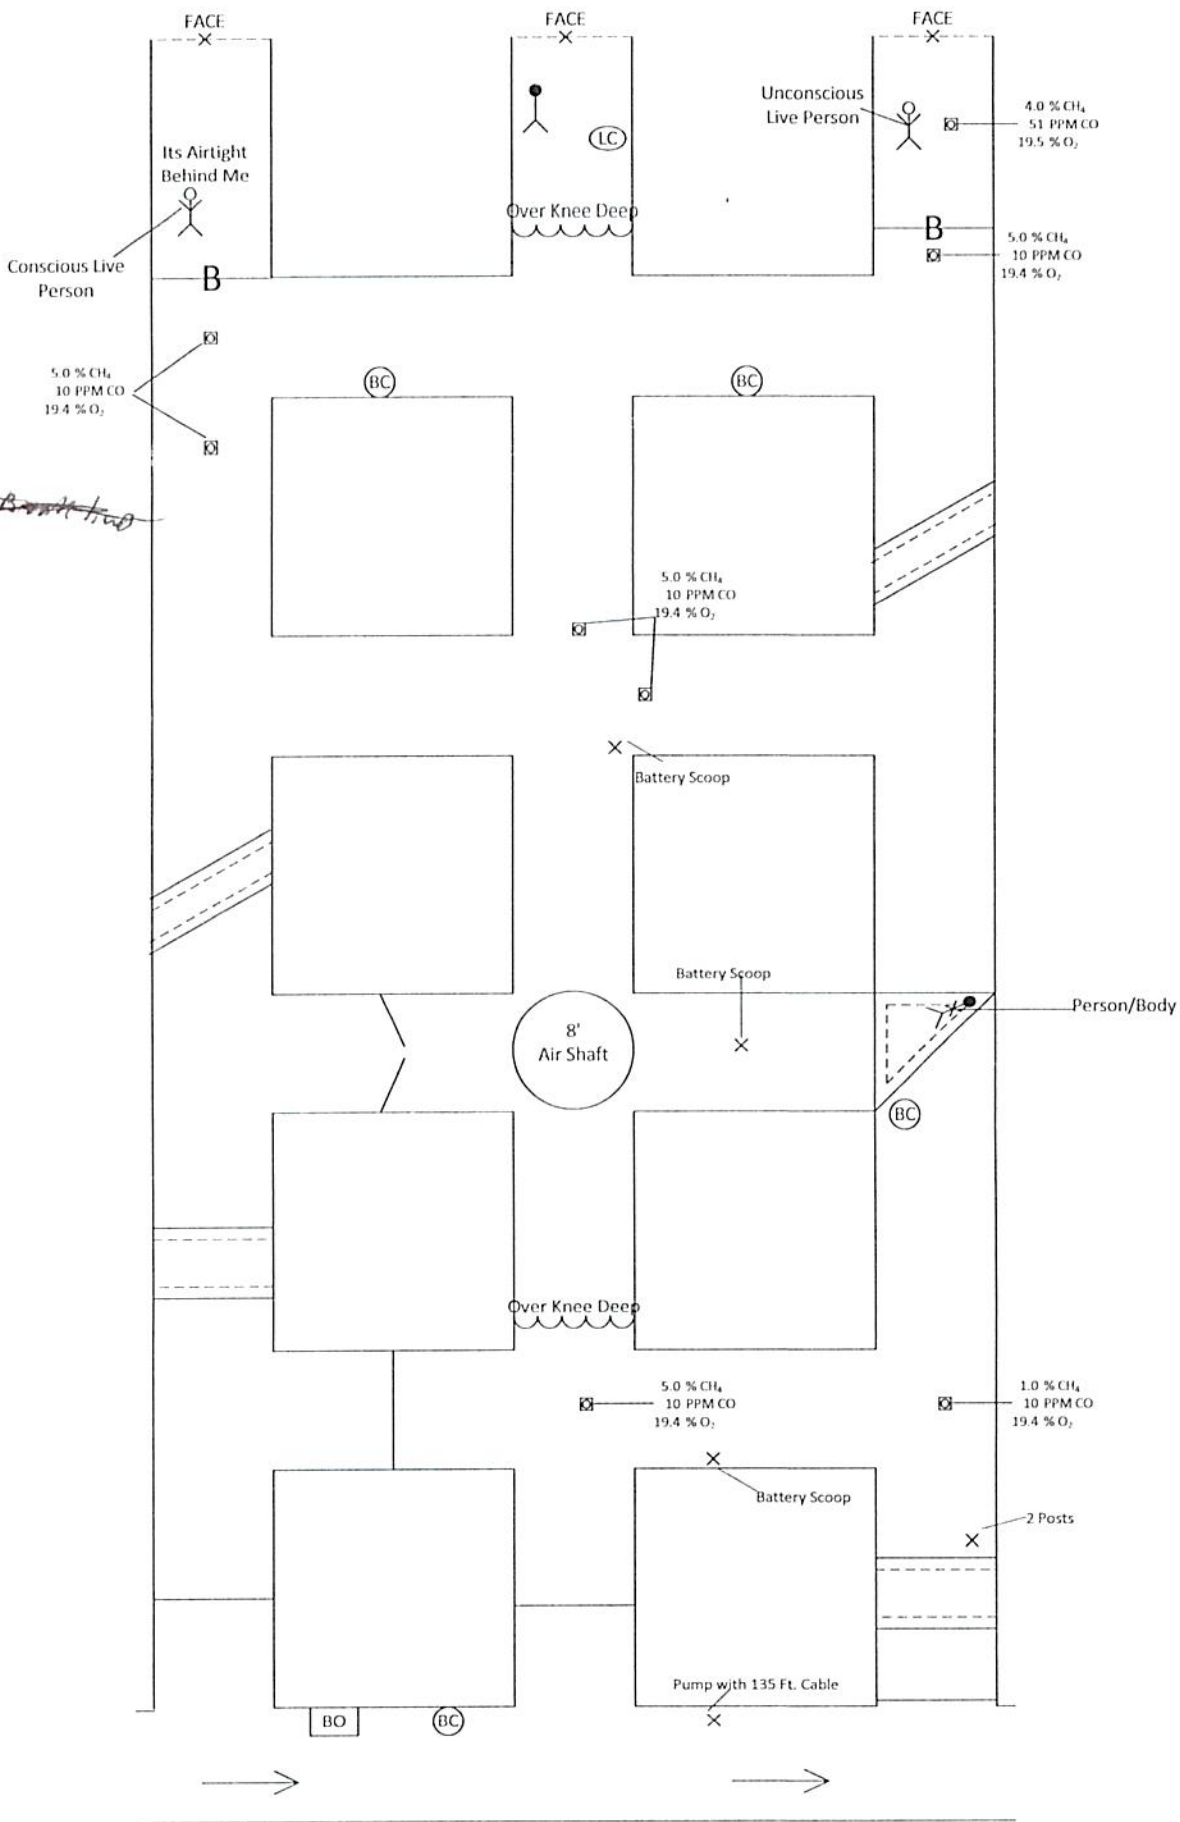 FACE
FACE
FACE
Unconscious
Live Person
4.0 % CH₄
51 PPM CO
19.5 % O₂
LC
Its Airtight
Behind Me
Over Knee Deep
B
5.0 % CH₄
10 PPM CO
19.4 % O₂
Conscious Live
Person
B
5.0 % CH₄
10 PPM CO
19.4 % O₂
BC
BC
5.0 % CH₄
10 PPM CO
19.4 % O₂
Battery Scoop
Battery Scoop
8'
Air Shaft
Person/Body
BC
Over Knee Deep
5.0 % CH₄
10 PPM CO
19.4 % O₂
1.0 % CH₄
10 PPM CO
19.4 % O₂
Battery Scoop
2 Posts
Pump with 135 Ft. Cable
BO
BC